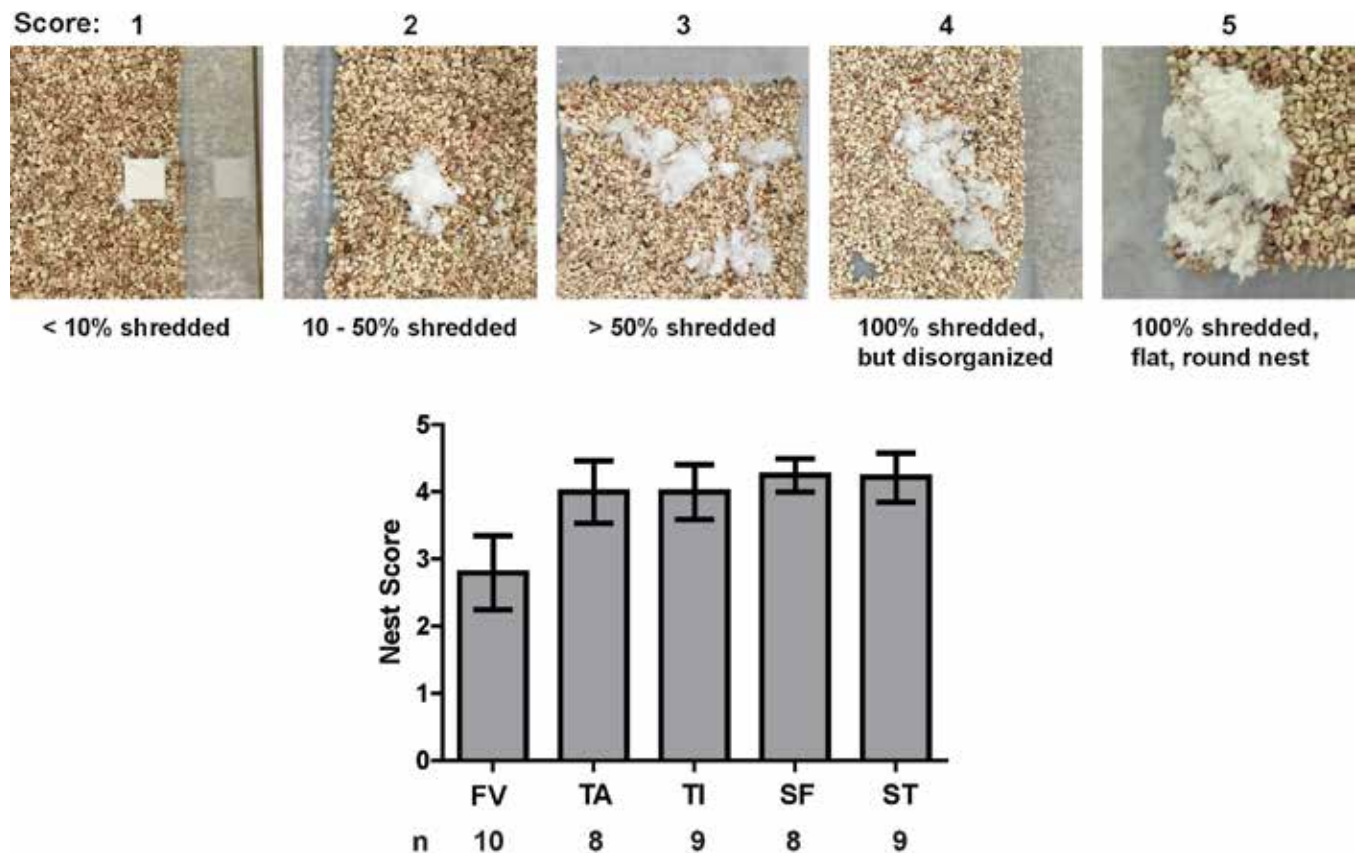 Score: 1 2 3 4 5
< 10% shredded 10 - 50% shredded > 50% shredded 100% shredded, 100% shredded,
but disorganized flat, round nest
5
4
3
2
1
0
Nest Score
FV TA TI SF ST
n 10 8 9 8 9